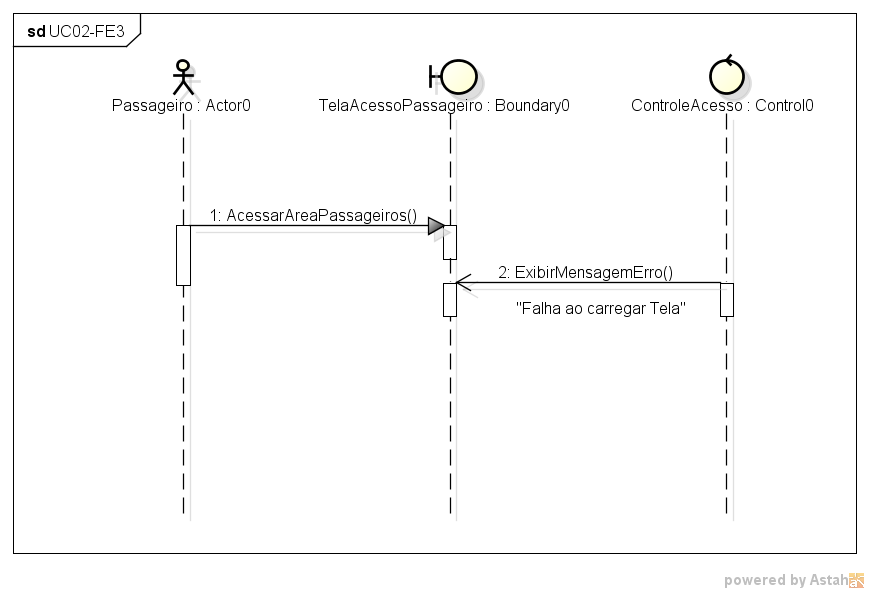 sd UC02-FE3
Passageiro : Actor0
TelaAcessoPassageiro : Boundary0
ControleAcesso : Control0
1: AcessarAreaPassageiros()
2: ExibirMensagemErro()
"Falha ao carregar Tela"
powered by Astah